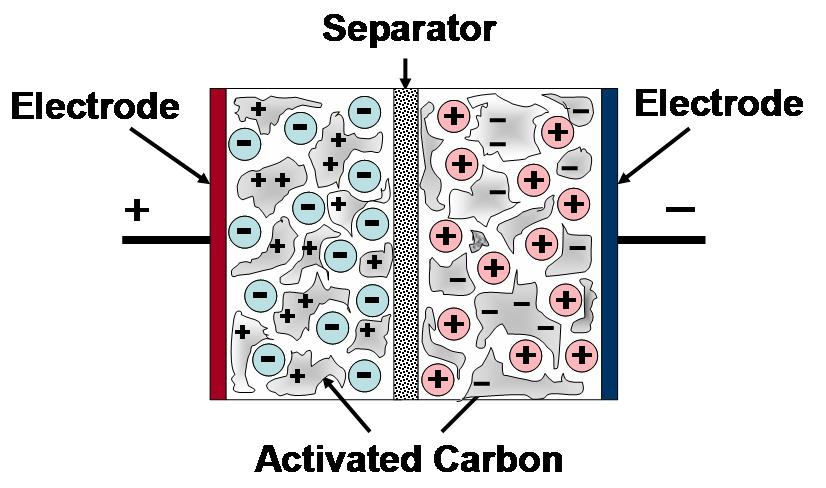 Separator
Electrode
Electrode
+
−
Activated Carbon